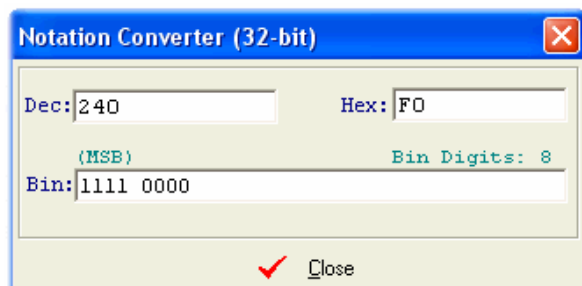 Notation Converter (32-bit)
Dec: 240 Hex: F0
(MSB) Bin Digits: 8
Bin: 1111 0000
Close